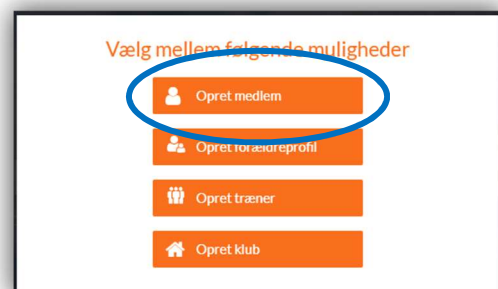 Vælg mellem følgende muligheder
Opret medlem
Opret forældreprofil
Opret træner
Opret klub